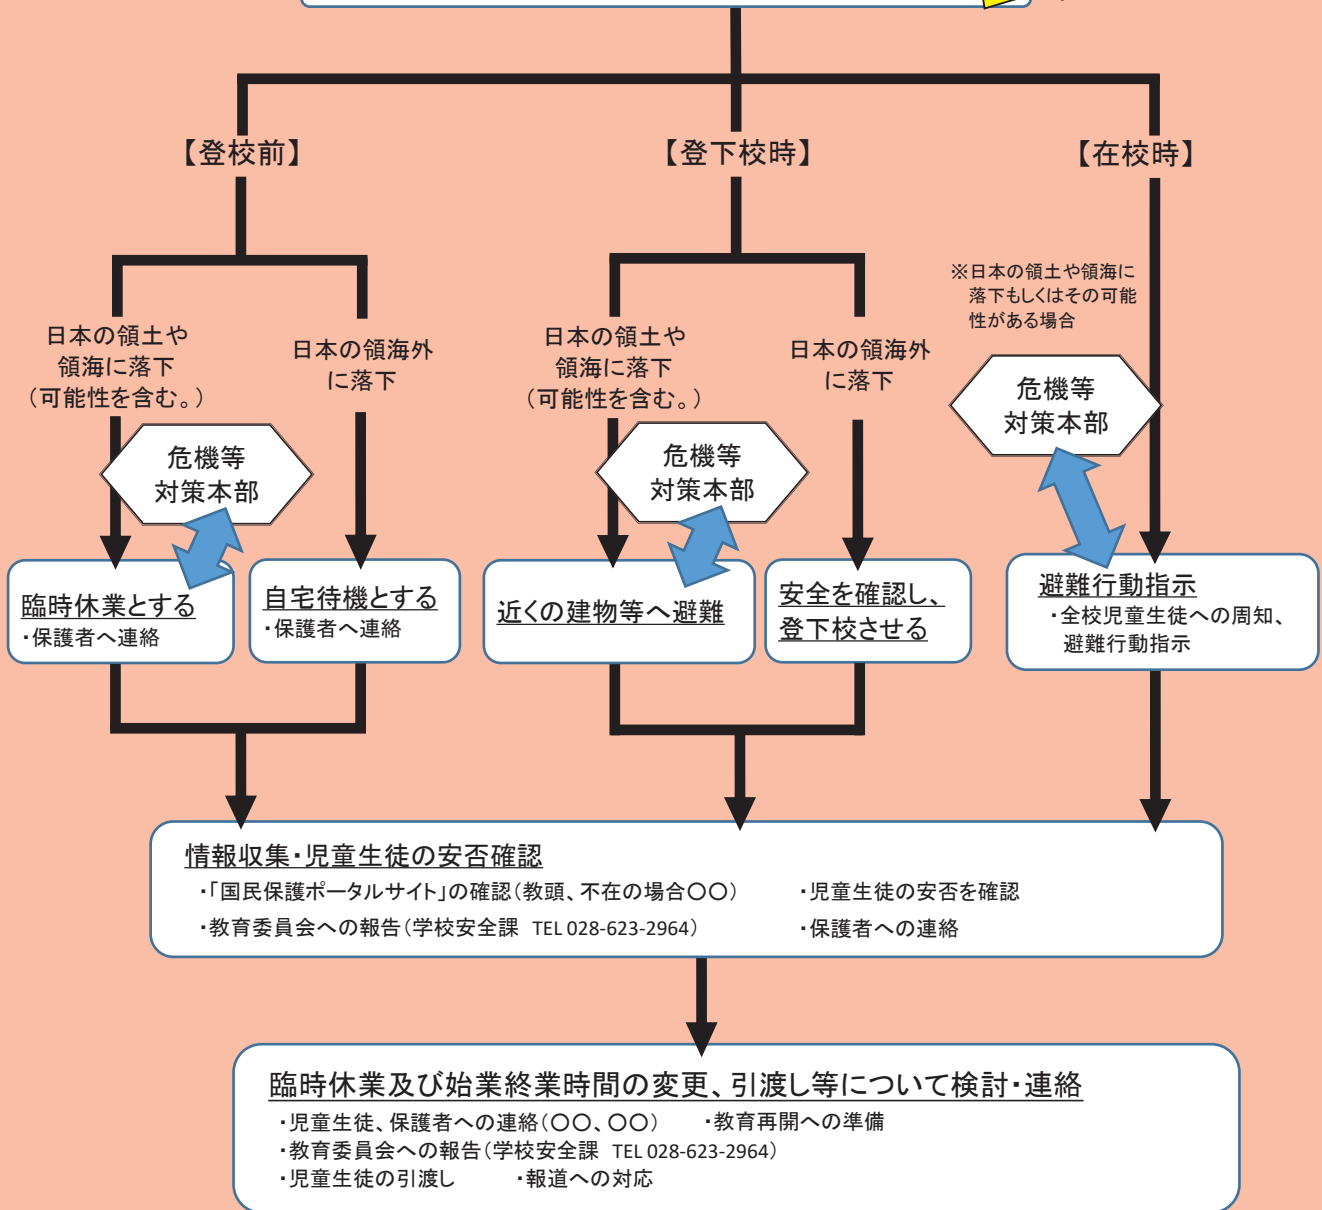 【登校前】
【登下校時】
【在校時】
※日本の領土や領海に
落下もしくはその可能
性がある場合
日本の領土や
領海に落下
（可能性を含む。）
日本の領海外
に落下
日本の領土や
領海に落下
（可能性を含む。）
日本の領海外
に落下
危機等
対策本部
危機等
対策本部
危機等
対策本部
臨時休業とする
・保護者へ連絡
自宅待機とする
・保護者へ連絡
近くの建物等へ避難
安全を確認し、
登下校させる
避難行動指示
・全校児童生徒への周知、
避難行動指示
情報収集・児童生徒の安否確認
・「国民保護ポータルサイト」の確認（教頭、不在の場合〇〇）
・児童生徒の安否を確認
・教育委員会への報告（学校安全課 TEL 028-623-2964）
・保護者への連絡
臨時休業及び始業終業時間の変更、引渡し等について検討・連絡
・児童生徒、保護者への連絡（〇〇、〇〇） ・教育再開への準備
・教育委員会への報告（学校安全課 TEL 028-623-2964）
・児童生徒の引渡し ・報道への対応